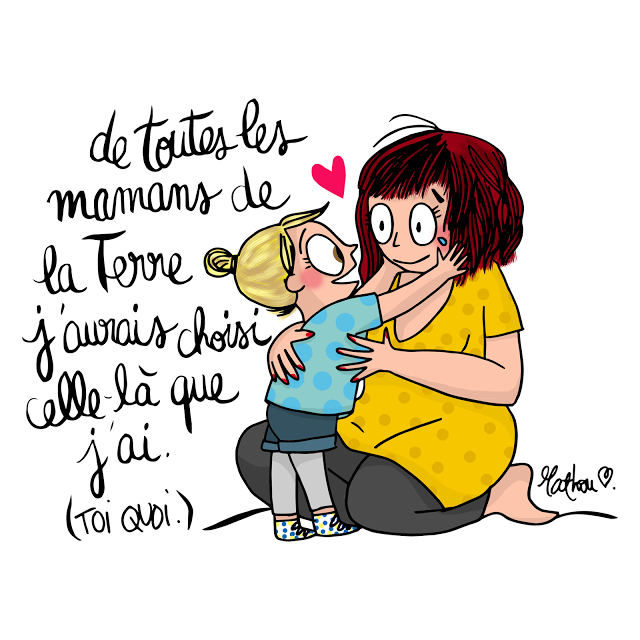 de toutes les
mamans de
la Terre
j'aurais choisi
celle-là que
j'ai.
(TOI QUOI.)
Mathou